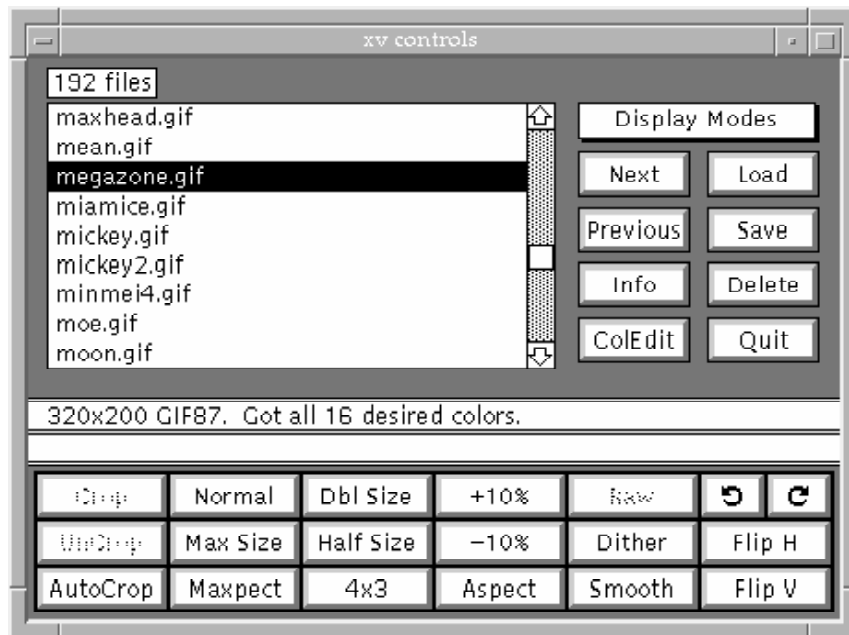 xv controls
192 files
maxhead.gif
mean.gif
megazone.gif
miamice.gif
mickey.gif
mickey2.gif
minmei4.gif
moe.gif
moon.gif
Display Modes
Next Load
Previous Save
Info Delete
ColEdit Quit
320x200 GIF87. Got all 16 desired colors.
Crop Normal Dbl Size +10% Raw
UnCrop Max Size Half Size −10% Dither Flip H
AutoCrop Maxpect 4x3 Aspect Smooth Flip V